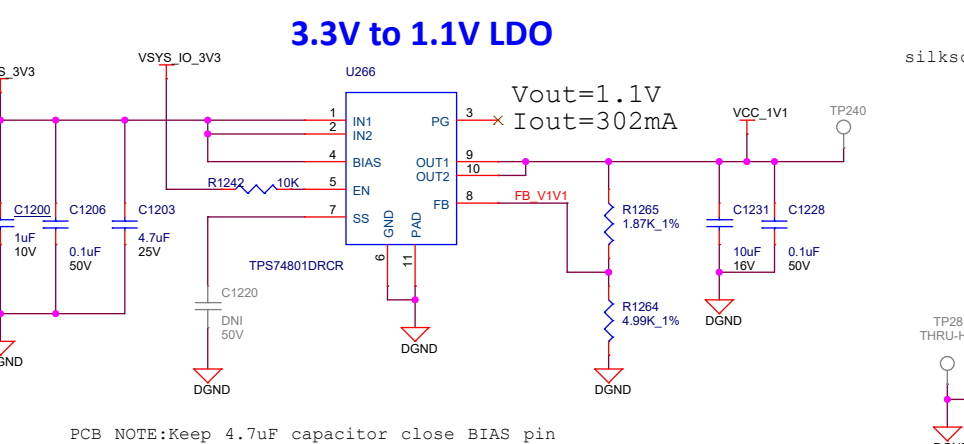 3.3V to 1.1V LDO
silksc
S_3V3
VSYS_IO_3V3
U266
Vout=1.1V
Iout=302mA
VCC_1V1
TP240
1
IN1
2
IN2
4
BIAS
5
EN
7
SS
PG
3
OUT1
9
OUT2
10
FB
8
GND
6
PAD
11
R1242
10K
FB_V1V1
C1200
1uF
10V
C1206
0.1uF
50V
C1203
4.7uF
25V
TPS74801DRCR
R1265
1.87K_1%
C1231
10uF
16V
C1228
0.1uF
50V
C1220
DNI
50V
R1264
4.99K_1%
DGND
DGND
GND
DGND
DGND
TP28
THRU-H
PCB NOTE:Keep 4.7uF capacitor close BIAS pin